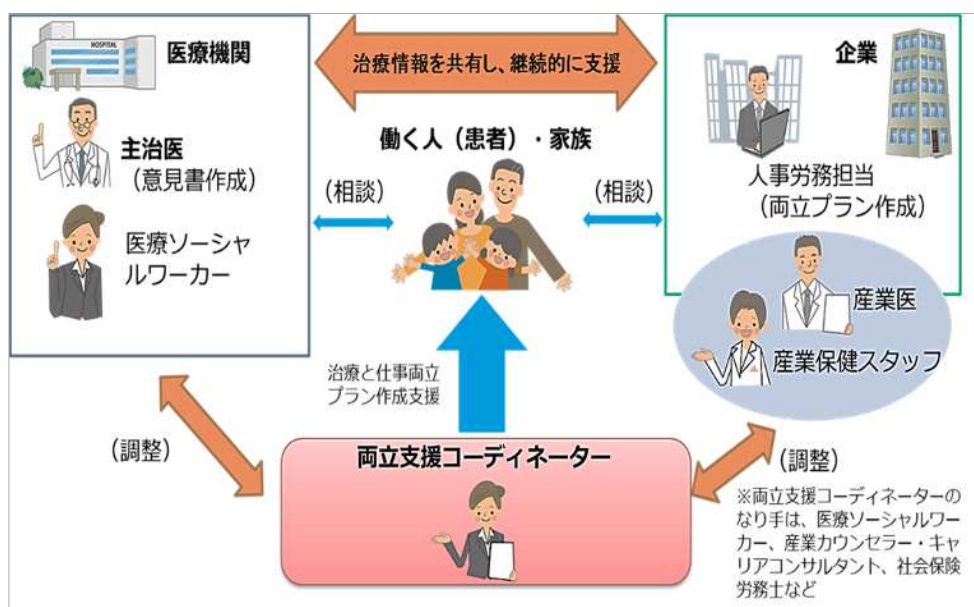 HOSPITAL
医療機関
主治医
（意見書作成）
医療ソーシャ
ルワーカー
治療情報を共有し、継続的に支援
働く人（患者）・家族
（相談）
（相談）
企業
人事労務担当
（両立プラン作成）
産業医
産業保健スタッフ
治療と仕事両立
プラン作成支援
（調整）
両立支援コーディネーター
（調整）
※両立支援コーディネーターの
なり手は、医療ソーシャルワー
カー、産業カウンセラー・キャ
リアコンサルタント、社会保険
労務士など